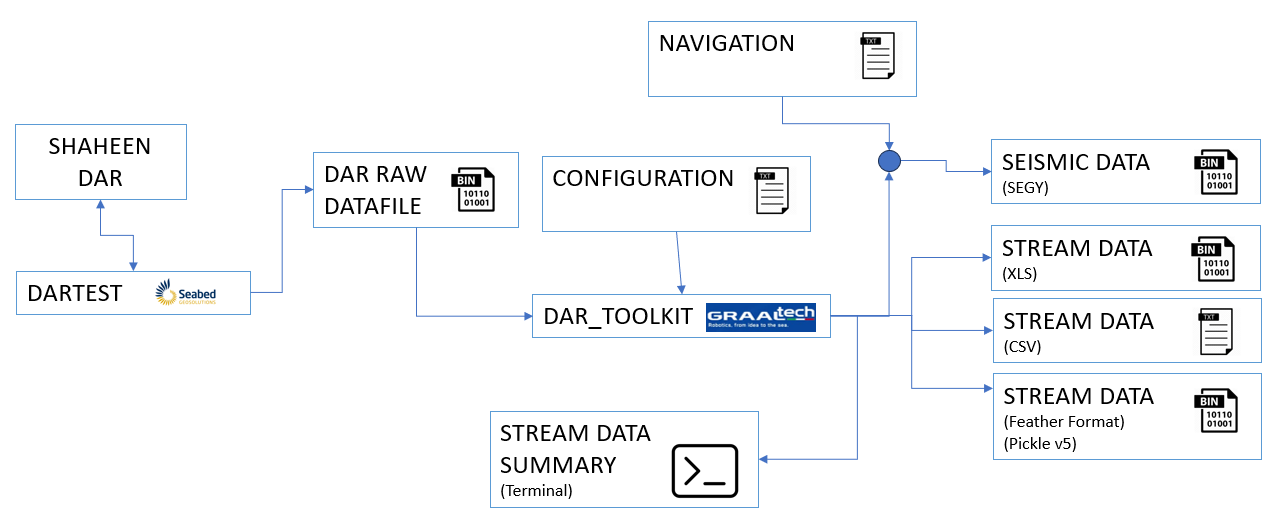 NAVIGATION
TXT
SHAHEEN
DAR
DAR RAW
DATAFILE
BIN
10110
01001
CONFIGURATION
TXT
SEISMIC DATA
(SEGY)
BIN
10110
01001
DARTEST
Seabed
GEOSOLUTIONS
DAR_TOOLKIT
GRAALtech
Robotics, from idea to the sea.
STREAM DATA
(XLS)
BIN
10110
01001
STREAM DATA
(CSV)
TXT
STREAM DATA
(Feather Format)
(Pickle v5)
BIN
10110
01001
STREAM DATA
SUMMARY
(Terminal)